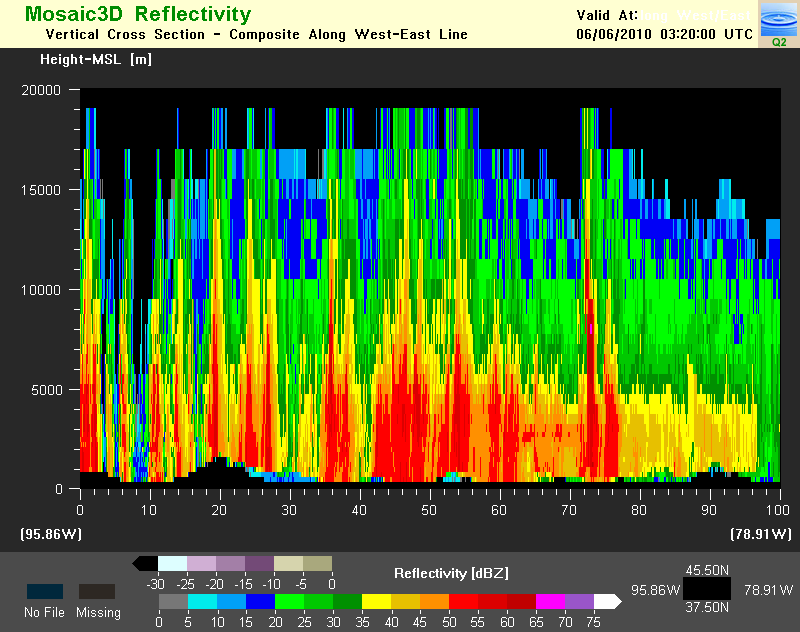 Mosaic3D Reflectivity
Valid At:
Vertical Cross Section - Composite Along West-East Line
06/06/2010 03:20:00 UTC
Q2
Height-MSL [m]
20000
15000
10000
5000
0
0 10 20 30 40 50 60 70 80 90 100
[95.86W] [78.91W]
-30 -25 -20 -15 -10 -5 0
Reflectivity [dBZ]
45.50N
95.86W 78.91W
37.50N
No File Missing
0 5 10 15 20 25 30 35 40 45 50 55 60 65 70 75